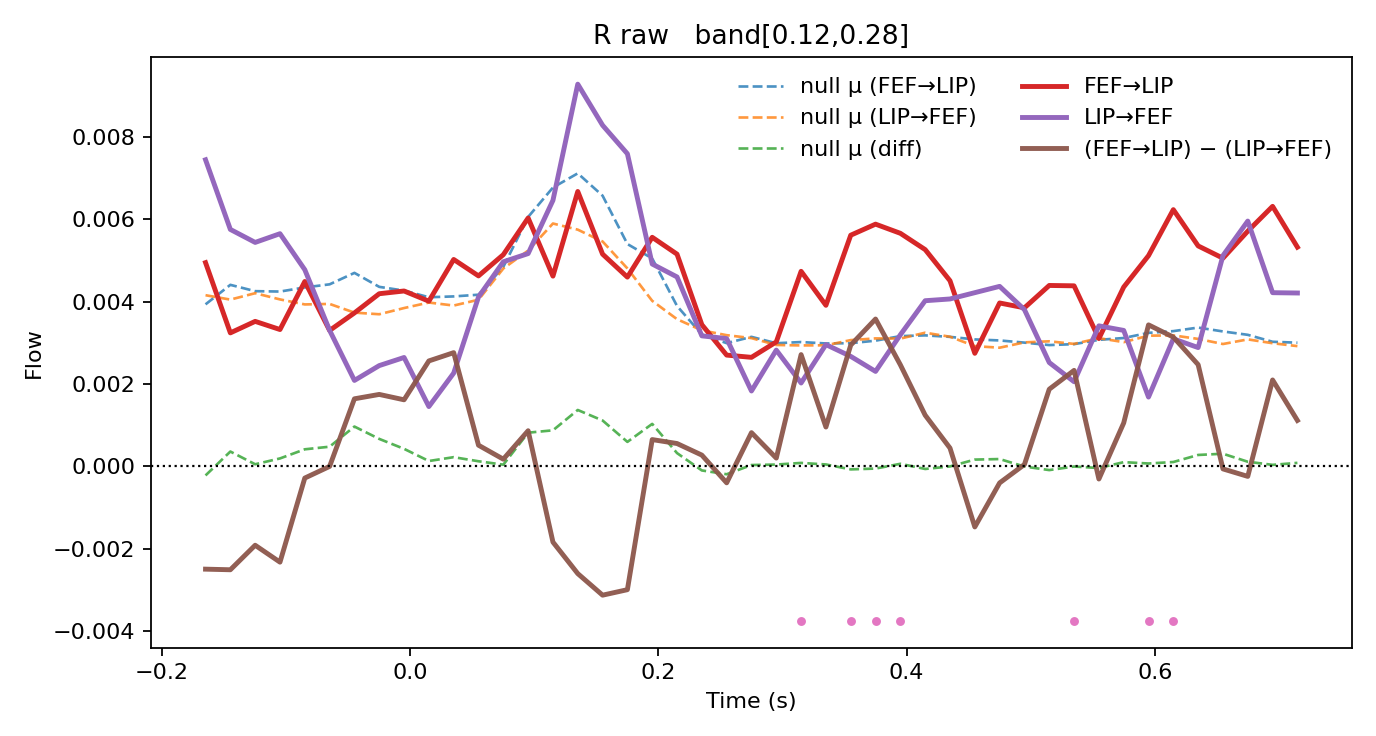 R raw   band[0.12,0.28]
null μ (FEF→LIP)
null μ (LIP→FEF)
null μ (diff)
FEF→LIP
LIP→FEF
(FEF→LIP) − (LIP→FEF)
Flow
0.008
0.006
0.004
0.002
0.000
−0.002
−0.004
−0.2
0.0
0.2
0.4
0.6
Time (s)